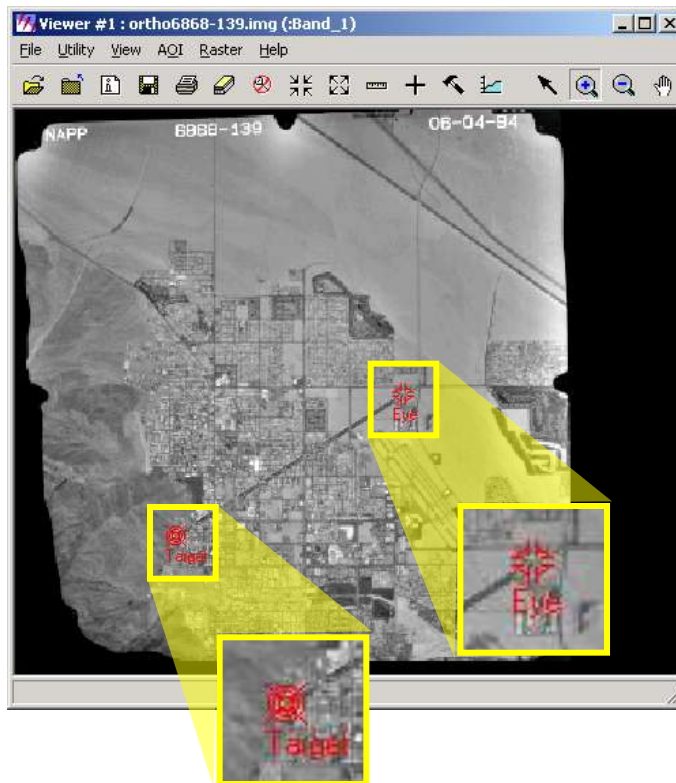 Viewer #1 : ortho6868-139.img (:Band_1)
File Utility View AOI Raster Help
NAPP 6868-139 06-04-94
Eye
Target
Eye
Target